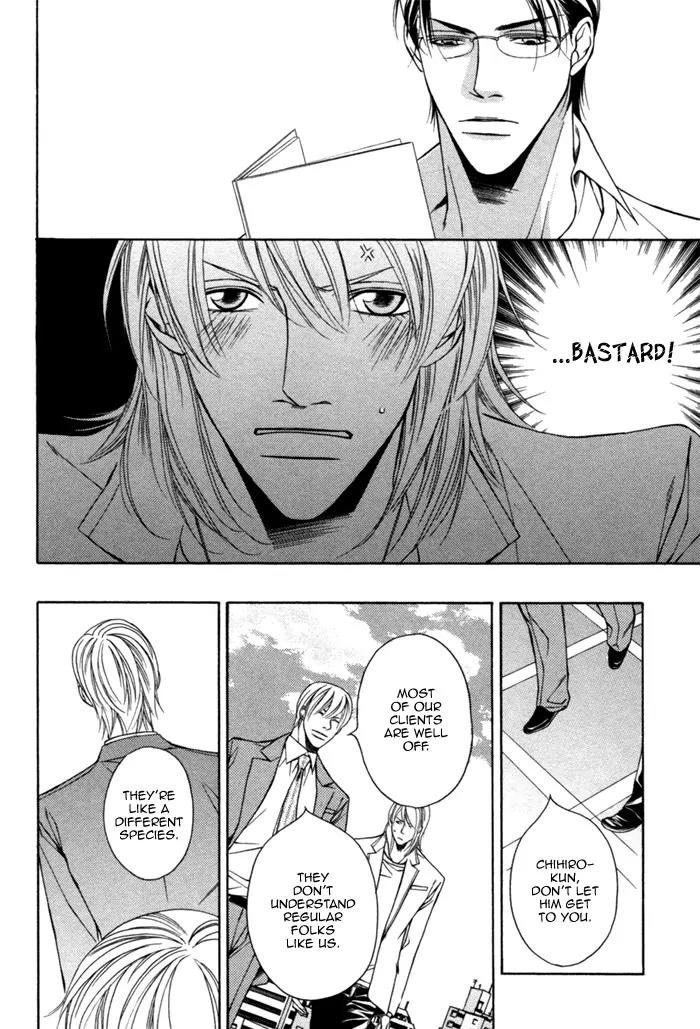 ...BASTARD!
CHIHIRO-
KUN,
DON'T LET
HIM GET
TO YOU.
MOST
OF OUR
CLIENTS
ARE WELL
OFF.
THEY
DON'T
UNDERSTAND
REGULAR
FOLKS
LIKE US.
THEY'RE
LIKE A
DIFFERENT
SPECIES.